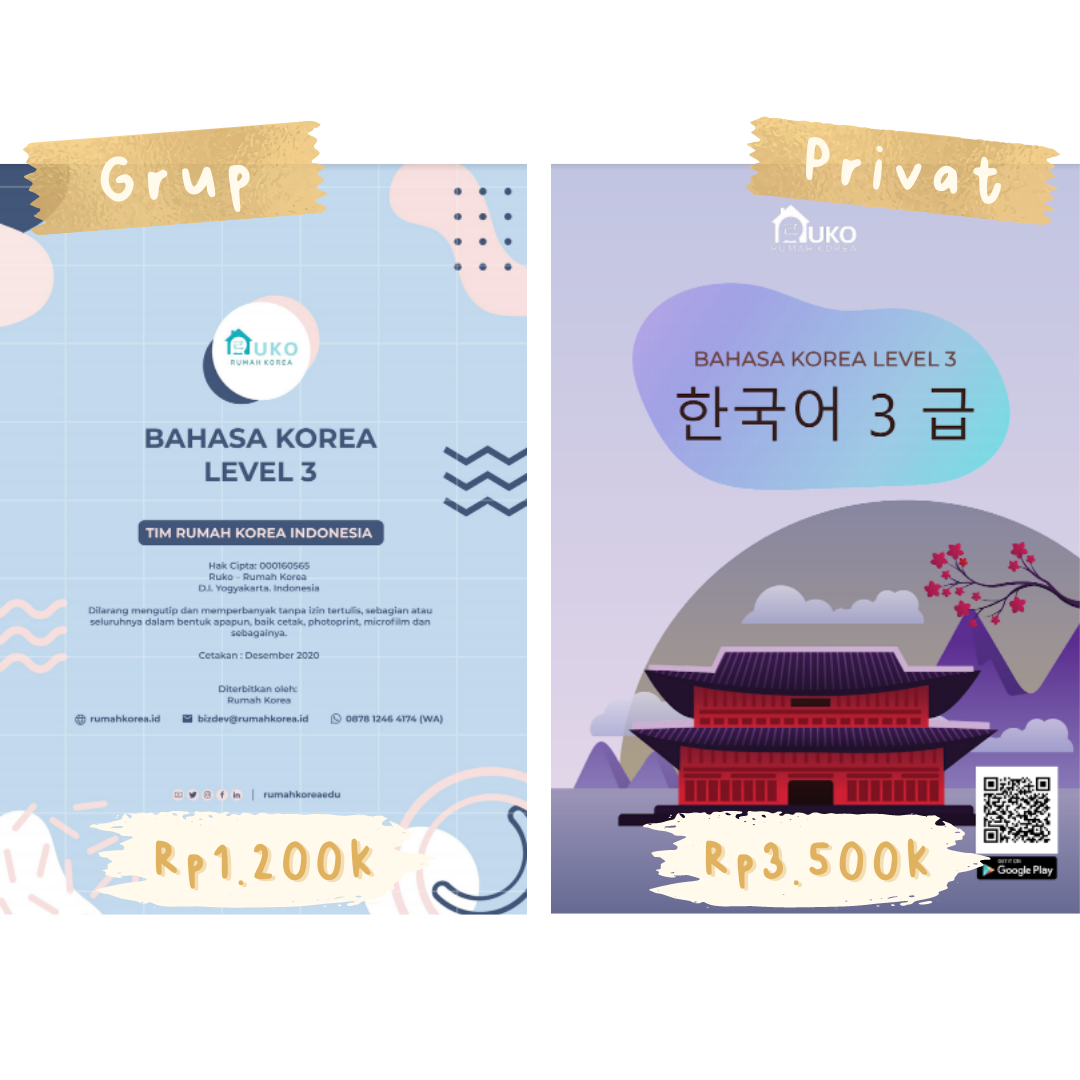 Grup
RUKO
RUMAH KOREA
BAHASA KOREA
LEVEL 3
TIM RUMAH KOREA INDONESIA
Hak Cipta: 000160565
Ruko – Rumah Korea
D.I. Yogyakarta. Indonesia
Dilarang mengutip dan memperbanyak tanpa izin tertulis, sebagian atau
seluruhnya dalam bentuk apapun, baik cetak, photoprint, microfilm dan
sebagainya.
Cetakan : Desember 2020
Diterbitkan oleh:
Rumah Korea
rumahkorea.id bizdev@rumahkorea.id 0878 1246 4174 (WA)
| rumahkoreaedu
Rp1.200K
Privat
RUKO
RUMAH KOREA
BAHASA KOREA LEVEL 3
한국어 3 급
GET IT ON
Google Play
Rp3.500K